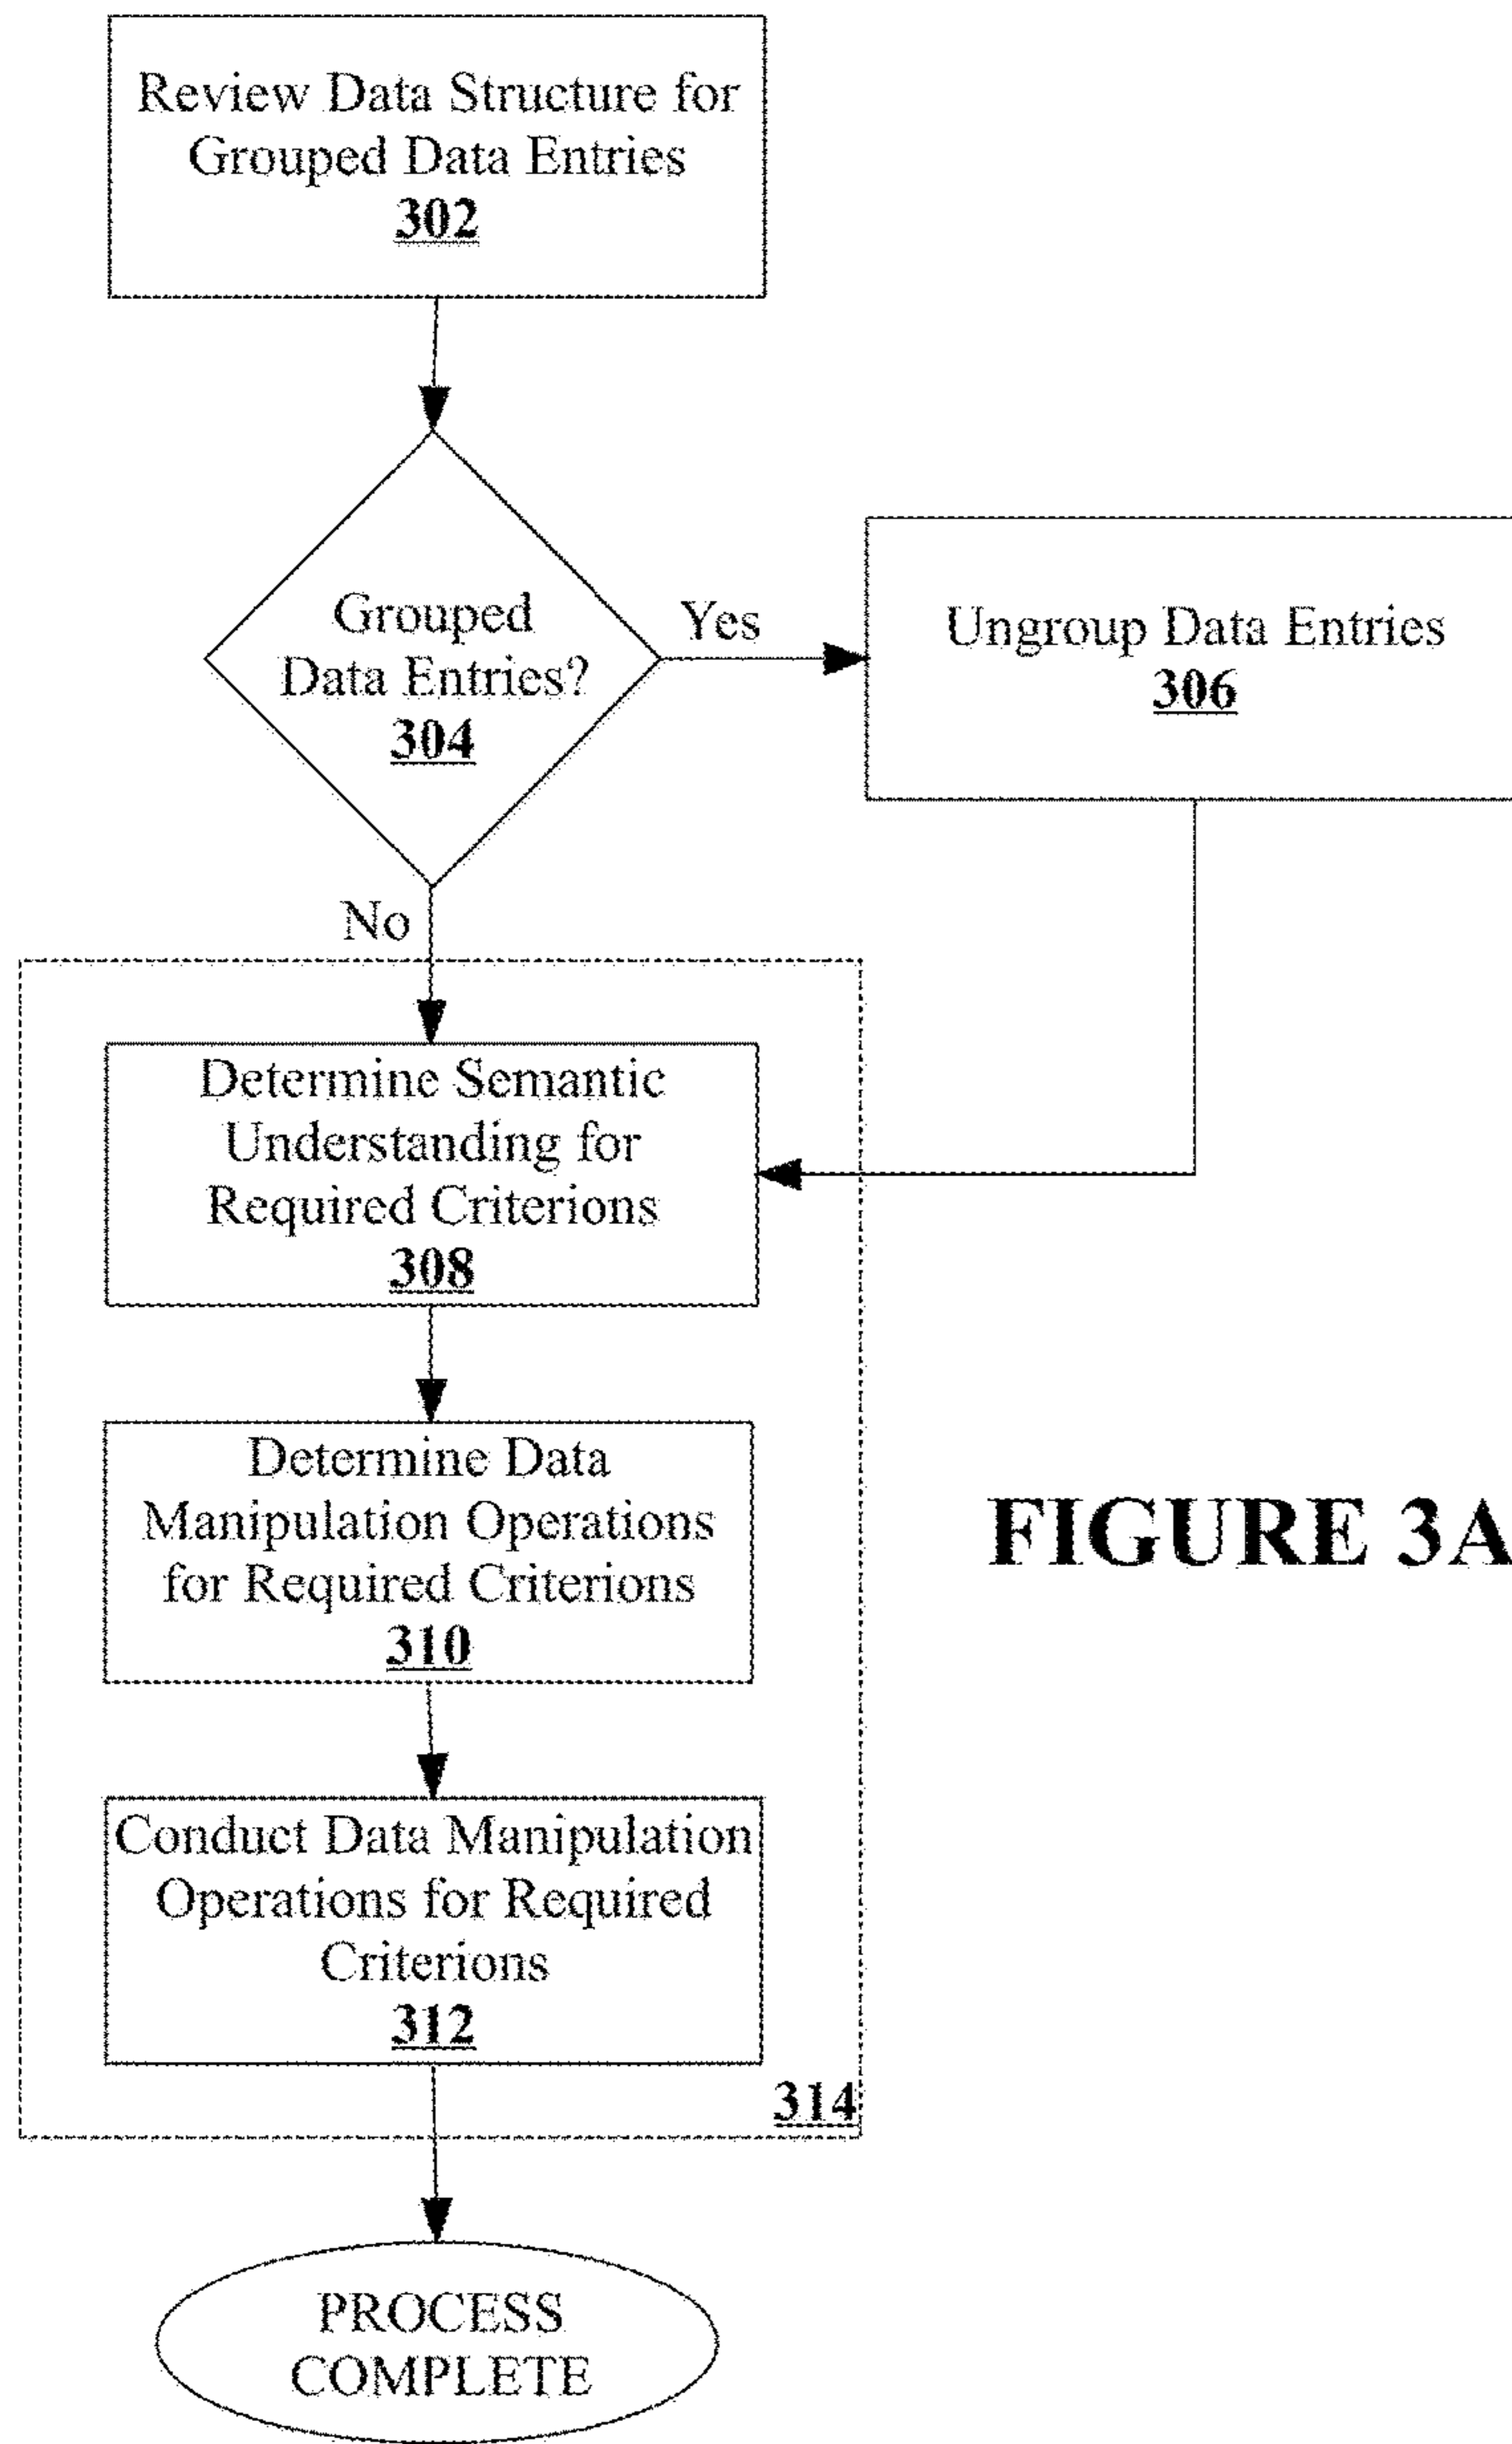 Review Data Structure for
Grouped Data Entries
302
Grouped
Data Entries?
304
Yes
Ungroup Data Entries
306
No
Determine Semantic
Understanding for
Required Criterions
308
Determine Data
Manipulation Operations
for Required Criterions
310
FIGURE 3A
Conduct Data Manipulation
Operations for Required
Criterions
312
314
PROCESS
COMPLETE